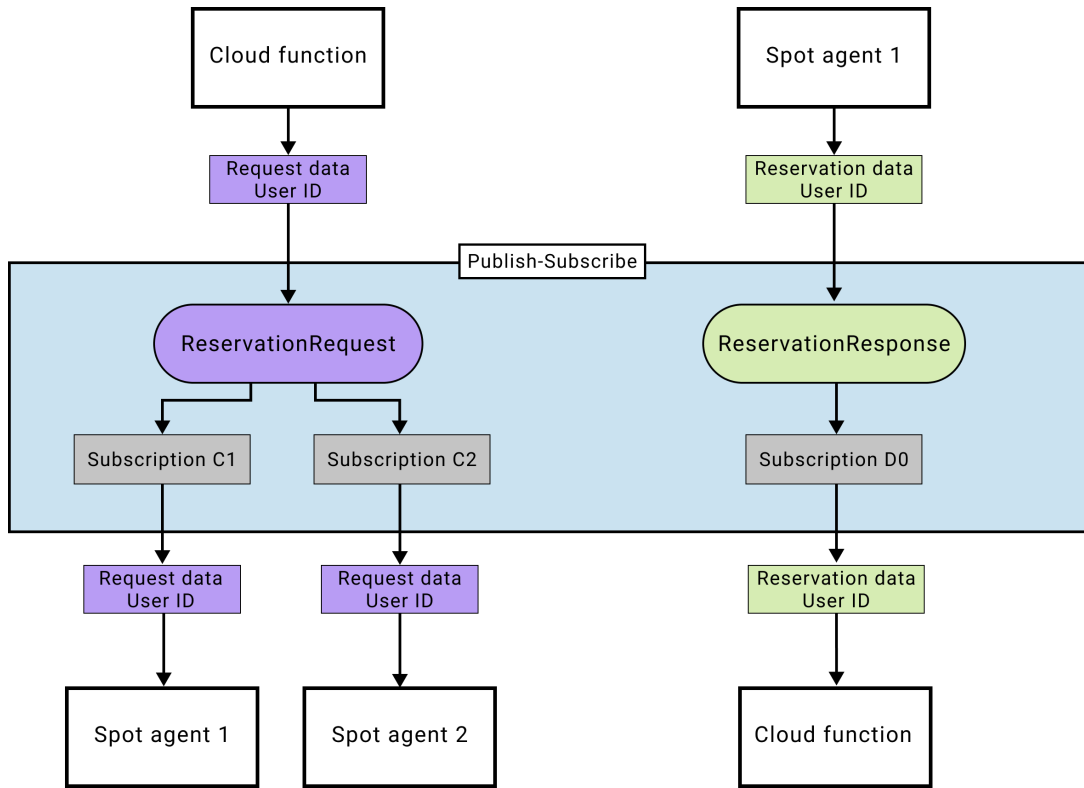 Cloud function
Spot agent 1
Request data
User ID
Reservation data
User ID
Publish-Subscribe
ReservationRequest
ReservationResponse
Subscription C1
Subscription C2
Subscription D0
Request data
User ID
Request data
User ID
Reservation data
User ID
Spot agent 1
Spot agent 2
Cloud function